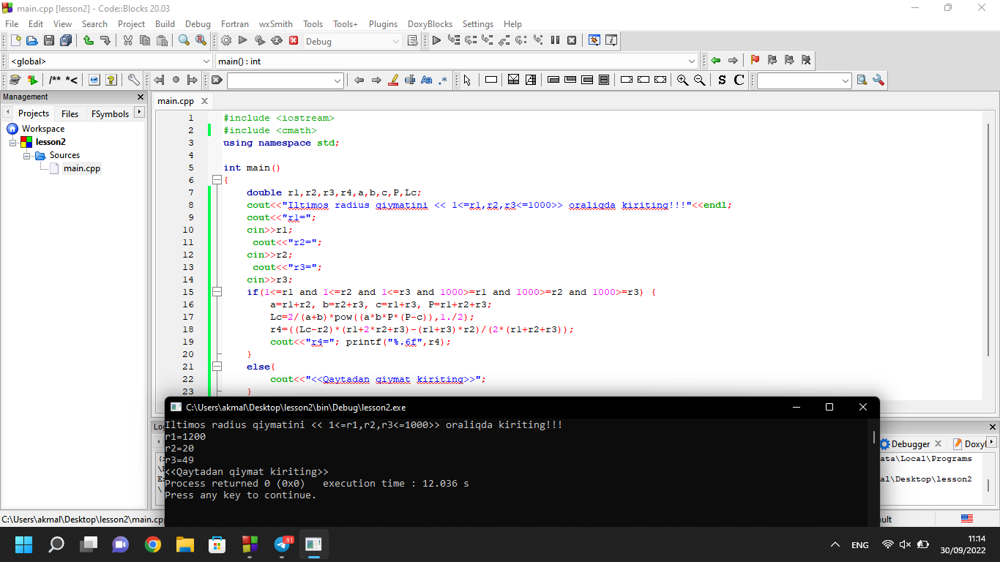 main.cpp [lesson2] - Code::Blocks 20.03
File Edit View Search Project Build Debug Fortran wxSmith Tools Tools+ Plugins DoxyBlocks Settings Help
Debug
<global> main() : int
/** *< Aa .* S C
Management
Projects Files FSymbols
Workspace
lesson2
Sources
main.cpp
main.cpp
1 #include <iostream>
2 #include <cmath>
3 using namespace std;
4
5 int main()
6 {
7 double r1,r2,r3,r4,a,b,c,P,Lc;
8 cout<<"Iltimos radius qiymatini << 1<=r1,r2,r3<=1000>> oraliqda kiriting!!!"<<endl;
9 cout<<"r1=";
10 cin>>r1;
11 cout<<"r2=";
12 cin>>r2;
13 cout<<"r3=";
14 cin>>r3;
15 if(1<=r1 and 1<=r2 and 1<=r3 and 1000>=r1 and 1000>=r2 and 1000>=r3) {
16 a=r1+r2, b=r2+r3, c=r1+r3, P=r1+r2+r3;
17 Lc=2/(a+b)*pow((a*b*P*(P-c)),1./2);
18 r4=((Lc-r2)*(r1+2*r2+r3)-(r1+r3)*r2)/(2*(r1+r2+r3));
19 cout<<"r4="; printf("%.6f",r4);
20 }
21 else{
22 cout<<"<<Qaytadan qiymat kiriting>>";
23 }
C:\Users\akmal\Desktop\lesson2\bin\Debug\lesson2.exe
Iltimos radius qiymatini << 1<=r1,r2,r3<=1000>> oraliqda kiriting!!!
r1=1200
r2=20
r3=49
<<Qaytadan qiymat kiriting>>
Process returned 0 (0x0) execution time : 12.036 s
Press any key to continue.
Debugger Doxyl
ata\Local\Programs
al\Desktop\lesson2
C:\Users\akmal\Desktop\lesson2\main.cpp
ult
91
ENG
11:14
30/09/2022